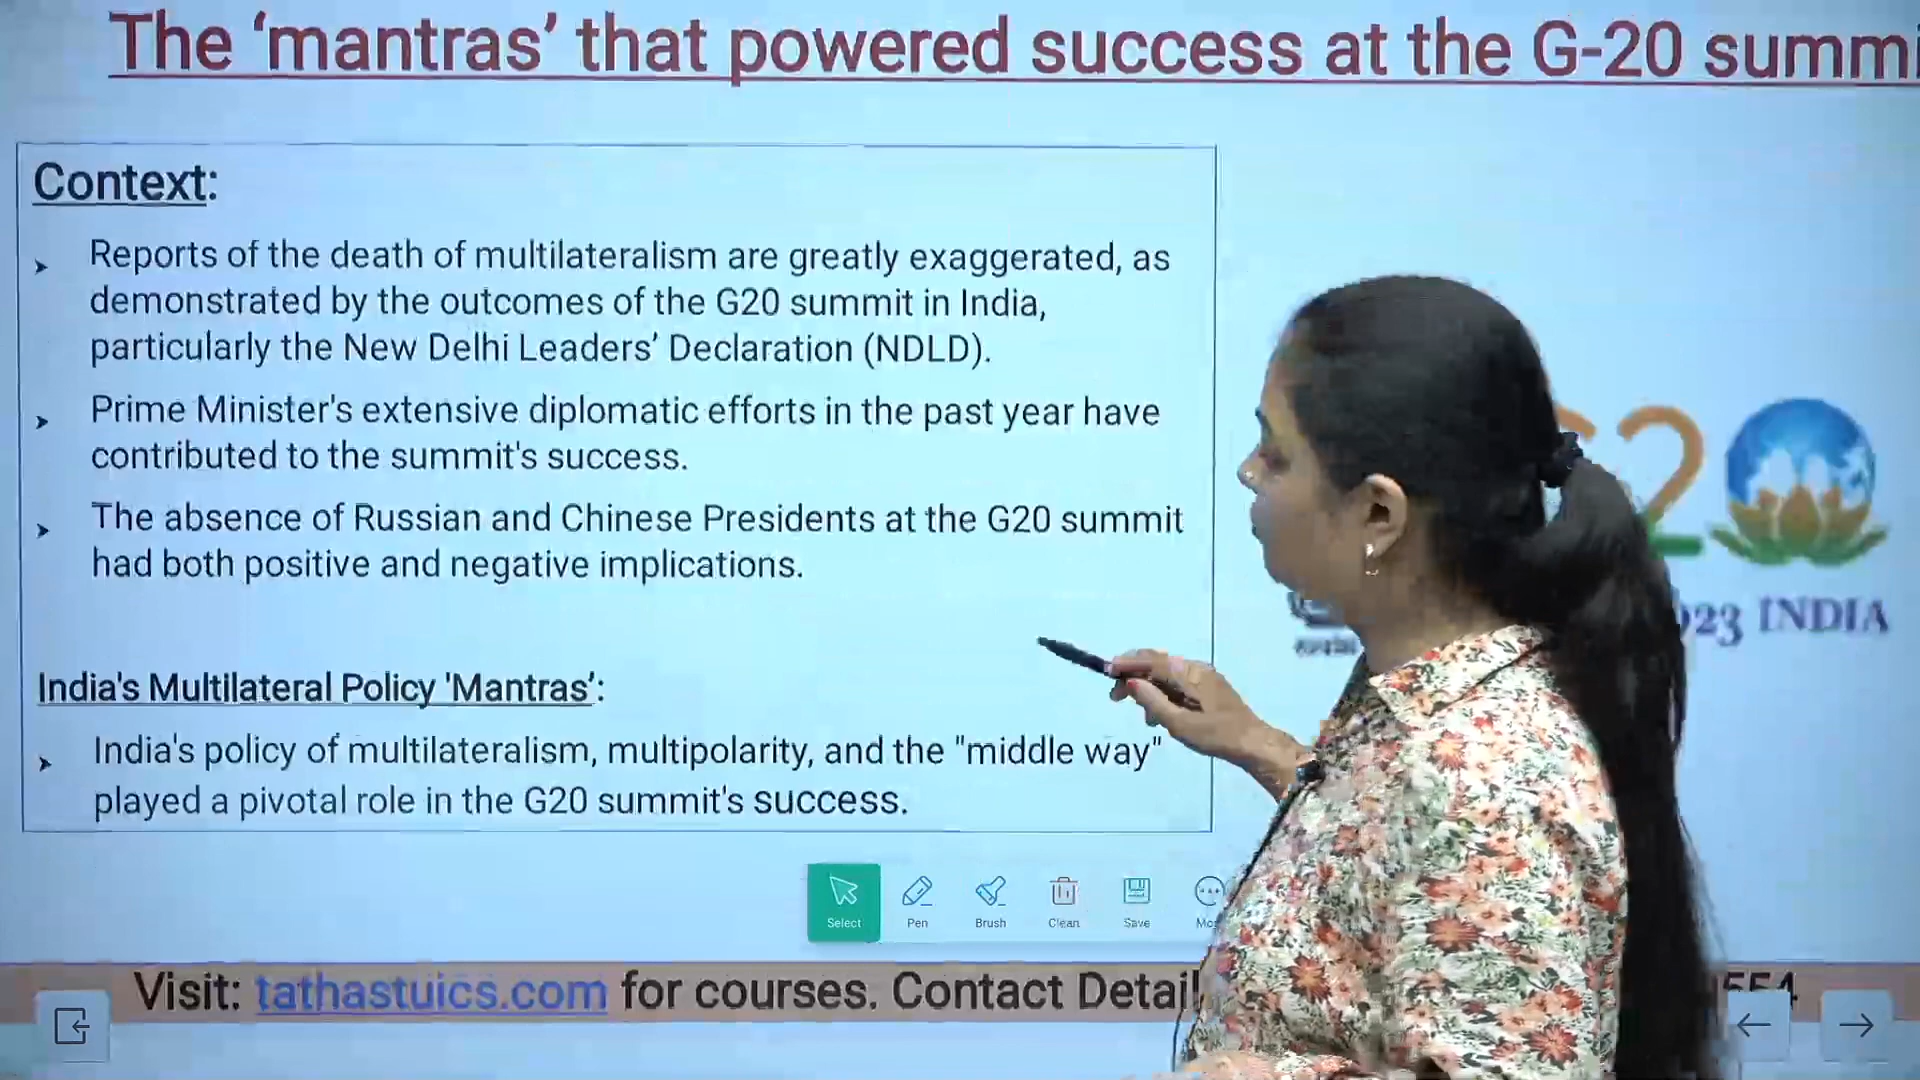 The ‘mantras’ that powered success at the G-20 summi
Context:
➤ Reports of the death of multilateralism are greatly exaggerated, as
demonstrated by the outcomes of the G20 summit in India,
particularly the New Delhi Leaders’ Declaration (NDLD).
➤ Prime Minister's extensive diplomatic efforts in the past year have
contributed to the summit's success.
➤ The absence of Russian and Chinese Presidents at the G20 summit
had both positive and negative implications.
India's Multilateral Policy 'Mantras’:
➤ India's policy of multilateralism, multipolarity, and the "middle way"
played a pivotal role in the G20 summit's success.
20
23 INDIA
Select Pen Brush Clean Save
Visit: tathastuics.com for courses. Contact Detail